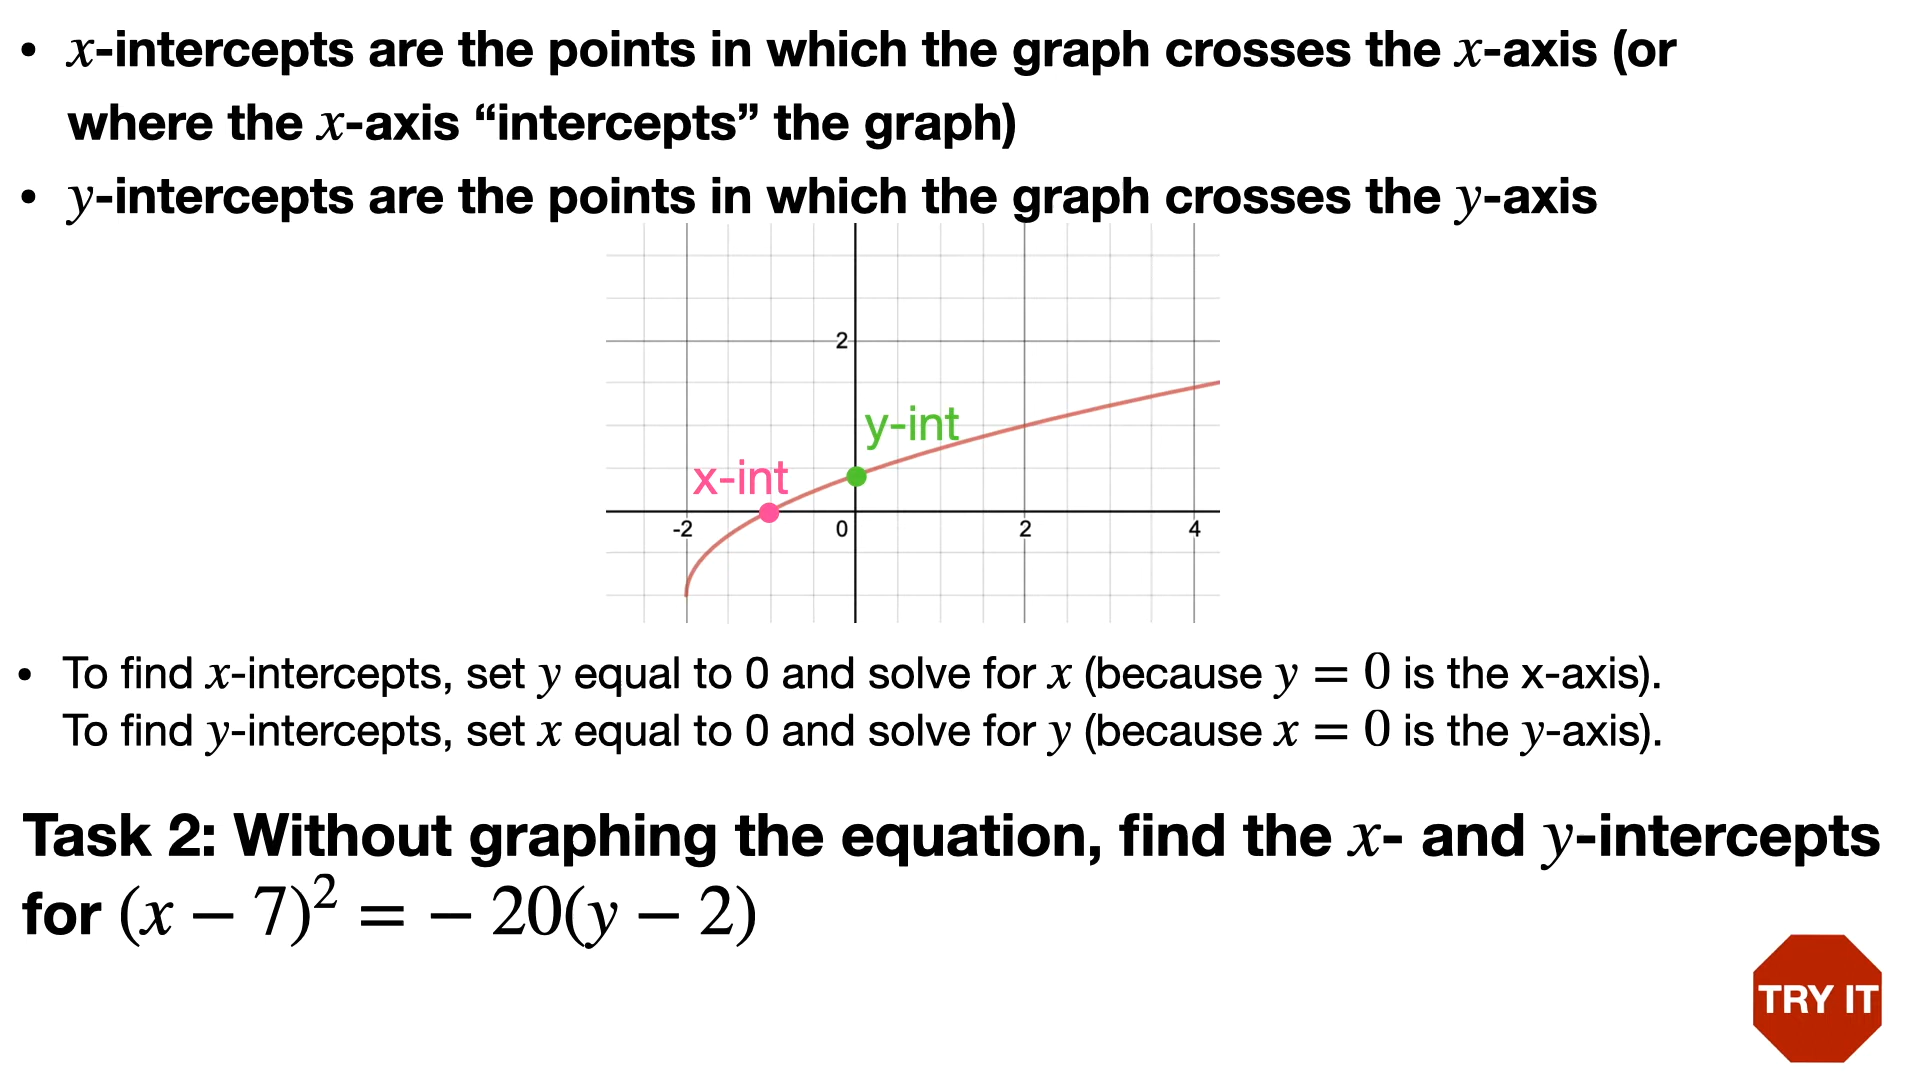 • x-intercepts are the points in which the graph crosses the x-axis (or
where the x-axis “intercepts” the graph)
• y-intercepts are the points in which the graph crosses the y-axis
2
y-int
x-int
-2 0 2 4
• To find x-intercepts, set y equal to 0 and solve for x (because y = 0 is the x-axis).
To find y-intercepts, set x equal to 0 and solve for y (because x = 0 is the y-axis).
Task 2: Without graphing the equation, find the x- and y-intercepts
for (x − 7)² = − 20(y − 2)
TRY IT